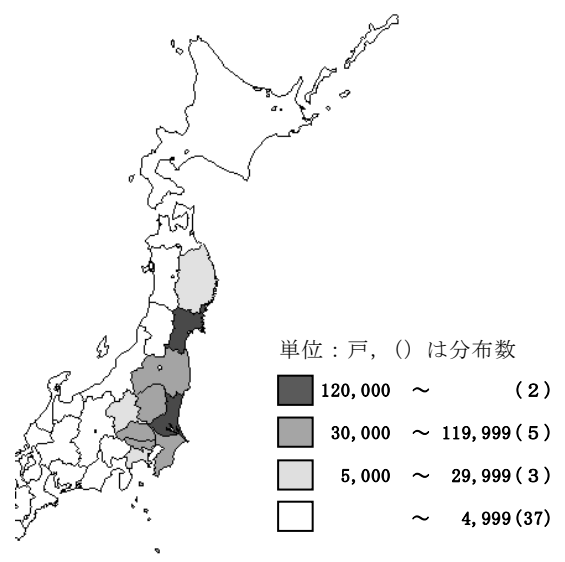 単位：戸，（）は分布数
120,000 ～ (2)
30,000 ～ 119,999(5)
5,000 ～ 29,999(3)
～ 4,999(37)